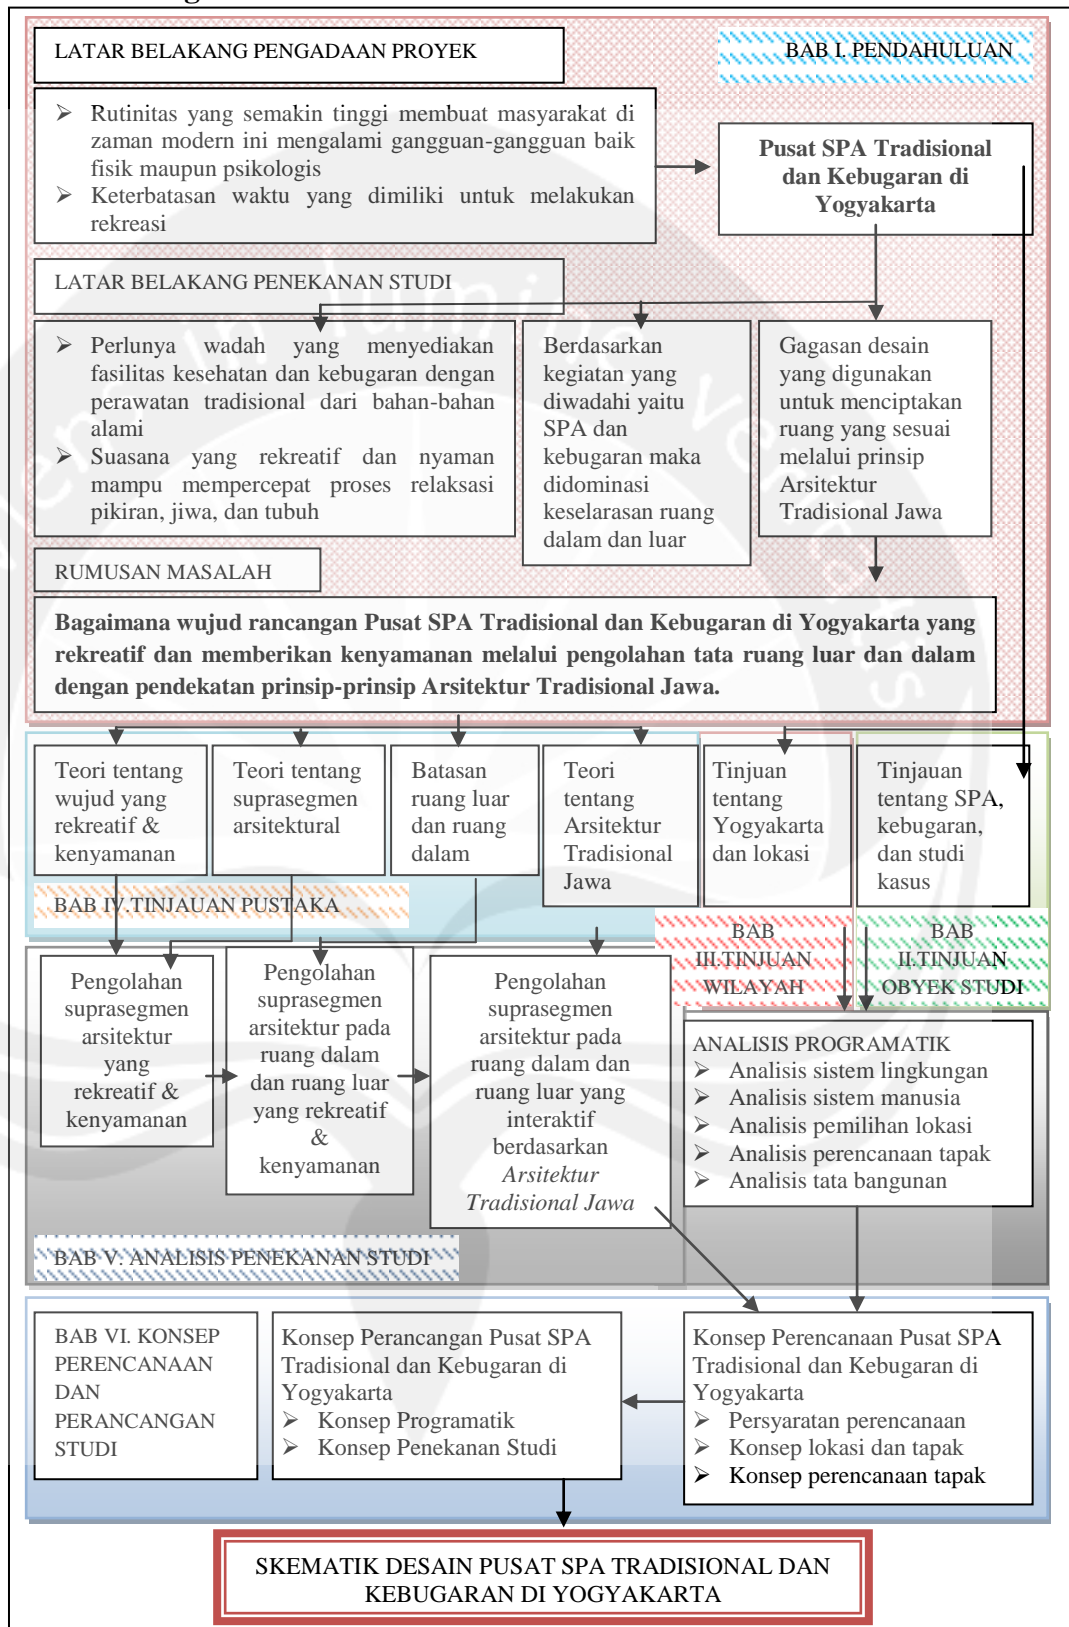 LATAR BELAKANG PENGADAAN PROYEK
BAB I. PENDAHULUAN
➢ Rutinitas yang semakin tinggi membuat masyarakat di
zaman modern ini mengalami gangguan-gangguan baik
fisik maupun psikologis
➢ Keterbatasan waktu yang dimiliki untuk melakukan
rekreasi
Pusat SPA Tradisional
dan Kebugaran di
Yogyakarta
LATAR BELAKANG PENEKANAN STUDI
➢ Perlunya wadah yang menyediakan
fasilitas kesehatan dan kebugaran dengan
perawatan tradisional dari bahan-bahan
alami
➢ Suasana yang rekreatif dan nyaman
mampu mempercepat proses relaksasi
pikiran, jiwa, dan tubuh
Berdasarkan
kegiatan yang
diwadahi yaitu
SPA dan
kebugaran maka
didominasi
keselarasan ruang
dalam dan luar
Gagasan desain
yang digunakan
untuk menciptakan
ruang yang sesuai
melalui prinsip
Arsitektur
Tradisional Jawa
RUMUSAN MASALAH
Bagaimana wujud rancangan Pusat SPA Tradisional dan Kebugaran di Yogyakarta yang
rekreatif dan memberikan kenyamanan melalui pengolahan tata ruang luar dan dalam
dengan pendekatan prinsip-prinsip Arsitektur Tradisional Jawa.
Teori tentang
wujud yang
rekreatif &
kenyamanan
Teori tentang
suprasegmen
arsitektural
Batasan
ruang luar
dan ruang
dalam
Teori
tentang
Arsitektur
Tradisional
Jawa
Tinjuan
tentang
Yogyakarta
dan lokasi
Tinjauan
tentang SPA,
kebugaran,
dan studi
kasus
BAB IV.TINJAUAN PUSTAKA
BAB
III.TINJUAN
WILAYAH
BAB
II.TINJUAN
OBYEK STUDI
Pengolahan
suprasegmen
arsitektur
yang
rekreatif &
kenyamanan
Pengolahan
suprasegmen
arsitektur pada
ruang dalam
dan ruang luar
yang rekreatif
&
kenyamanan
Pengolahan
suprasegmen
arsitektur pada
ruang dalam dan
ruang luar yang
interaktif
berdasarkan
Arsitektur
Tradisional Jawa
ANALISIS PROGRAMATIK
➢ Analisis sistem lingkungan
➢ Analisis sistem manusia
➢ Analisis pemilihan lokasi
➢ Analisis perencanaan tapak
➢ Analisis tata bangunan
BAB V. ANALISIS PENEKANAN STUDI
BAB VI. KONSEP
PERENCANAAN
DAN
PERANCANGAN
STUDI
Konsep Perancangan Pusat SPA
Tradisional dan Kebugaran di
Yogyakarta
➢ Konsep Programatik
➢ Konsep Penekanan Studi
Konsep Perencanaan Pusat SPA
Tradisional dan Kebugaran di
Yogyakarta
➢ Persyaratan perencanaan
➢ Konsep lokasi dan tapak
➢ Konsep perencanaan tapak
SKEMATIK DESAIN PUSAT SPA TRADISIONAL DAN
KEBUGARAN DI YOGYAKARTA